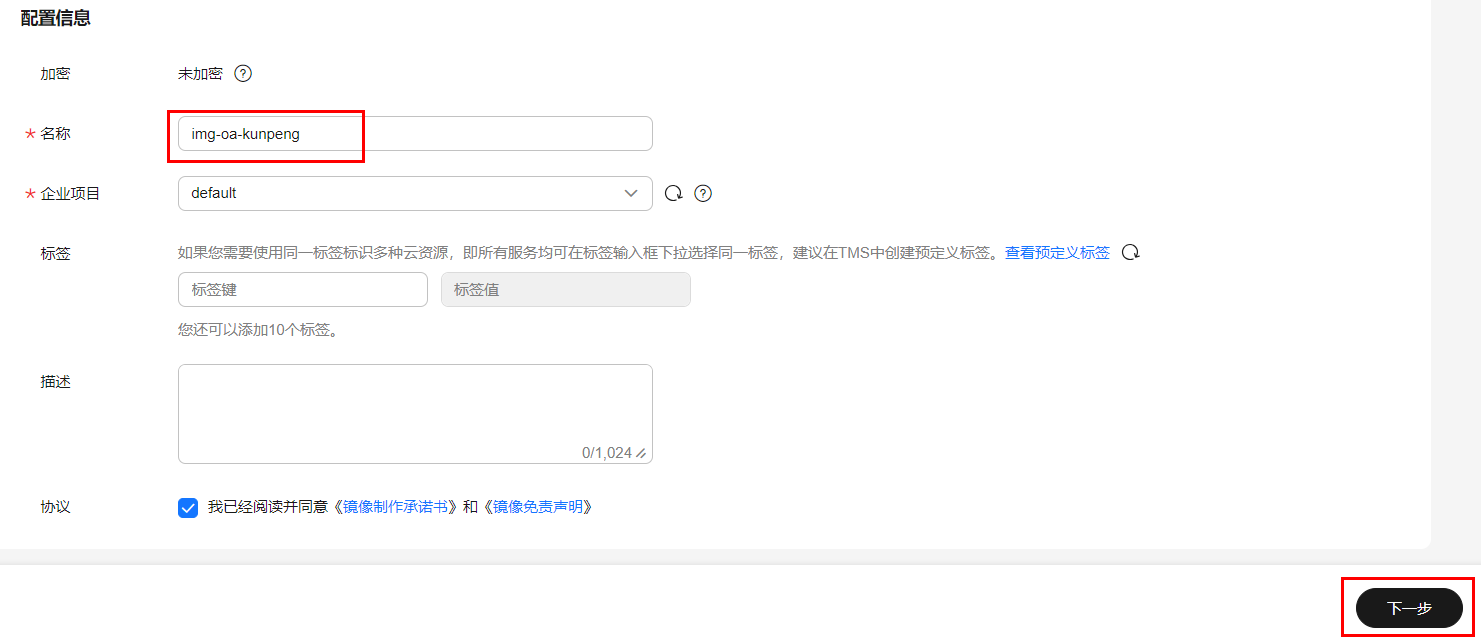 配置信息
加密 未加密 ?
* 名称 img-oa-kunpeng
* 企业项目 default ?
标签 如果您需要使用同一标签标识多种云资源，即所有服务均可在标签输入框下拉选择同一标签，建议在TMS中创建预定义标签。查看预定义标签
标签键 标签值
您还可以添加10个标签。
描述
0/1,024
协议 我已经阅读并同意《镜像制作承诺书》和《镜像免责声明》
下一步